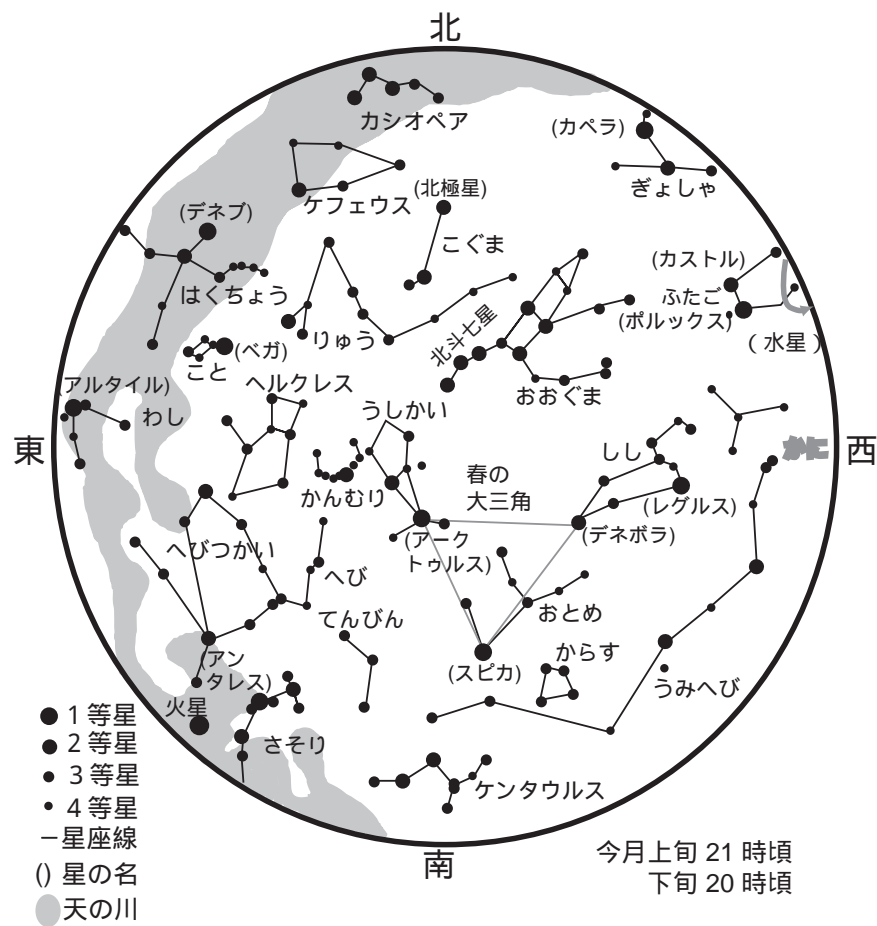 北
カシオペア
(カペラ)
ぎょしゃ
ケフェウス
(北極星)
(デネブ)
こぐま
はくちょう
(カストル)
ふたご
(ポルックス)
(水星)
りゅう
北斗七星
(ベガ)
こと
おおぐま
(アルタイル)
わし
ヘルクレス
うしかい
東
しし
かに
西
かんむり
春の
大三角
(レグルス)
(アーク
トゥルス)
(デネボラ)
へびつかい
へび
おとめ
てんびん
(スピカ)
からす
うみへび
(アン
タレス)
火星
さそり
ケンタウルス
南
1等星
2等星
3等星
4等星
星座線
() 星の名
天の川
今月上旬 21 時頃
下旬 20 時頃